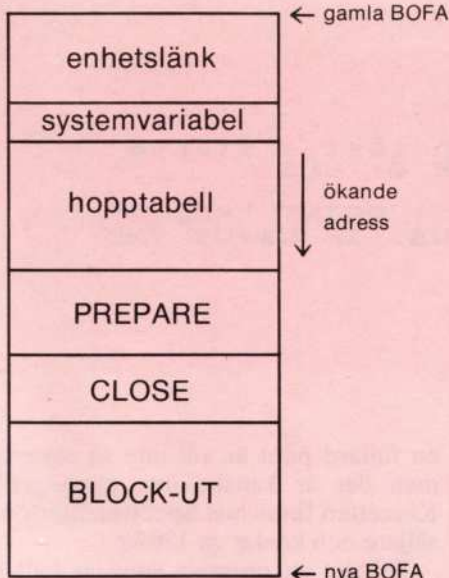 ← gamla BOFA
enhetslänk
systemvariabel
hopptabell
ökande
adress
PREPARE
CLOSE
BLOCK-UT
← nya BOFA